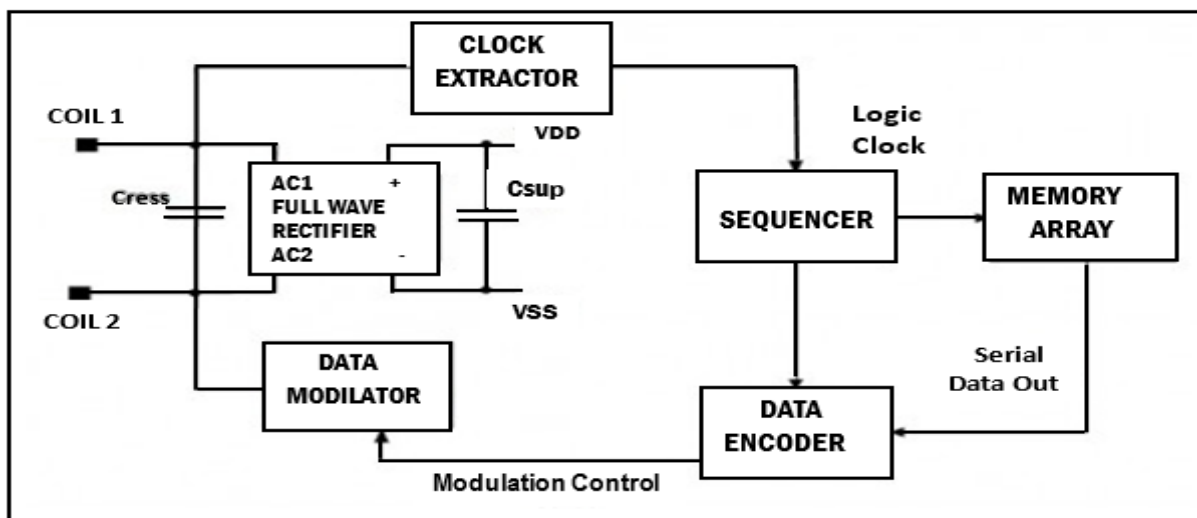 CLOCK
EXTRACTOR
COIL 1
VDD
Logic
Clock
Cress
AC1 +
FULL WAVE
RECTIFIER
AC2 -
Csup
SEQUENCER
MEMORY
ARRAY
COIL 2
VSS
DATA
MODILATOR
Serial
Data Out
DATA
ENCODER
Modulation Control